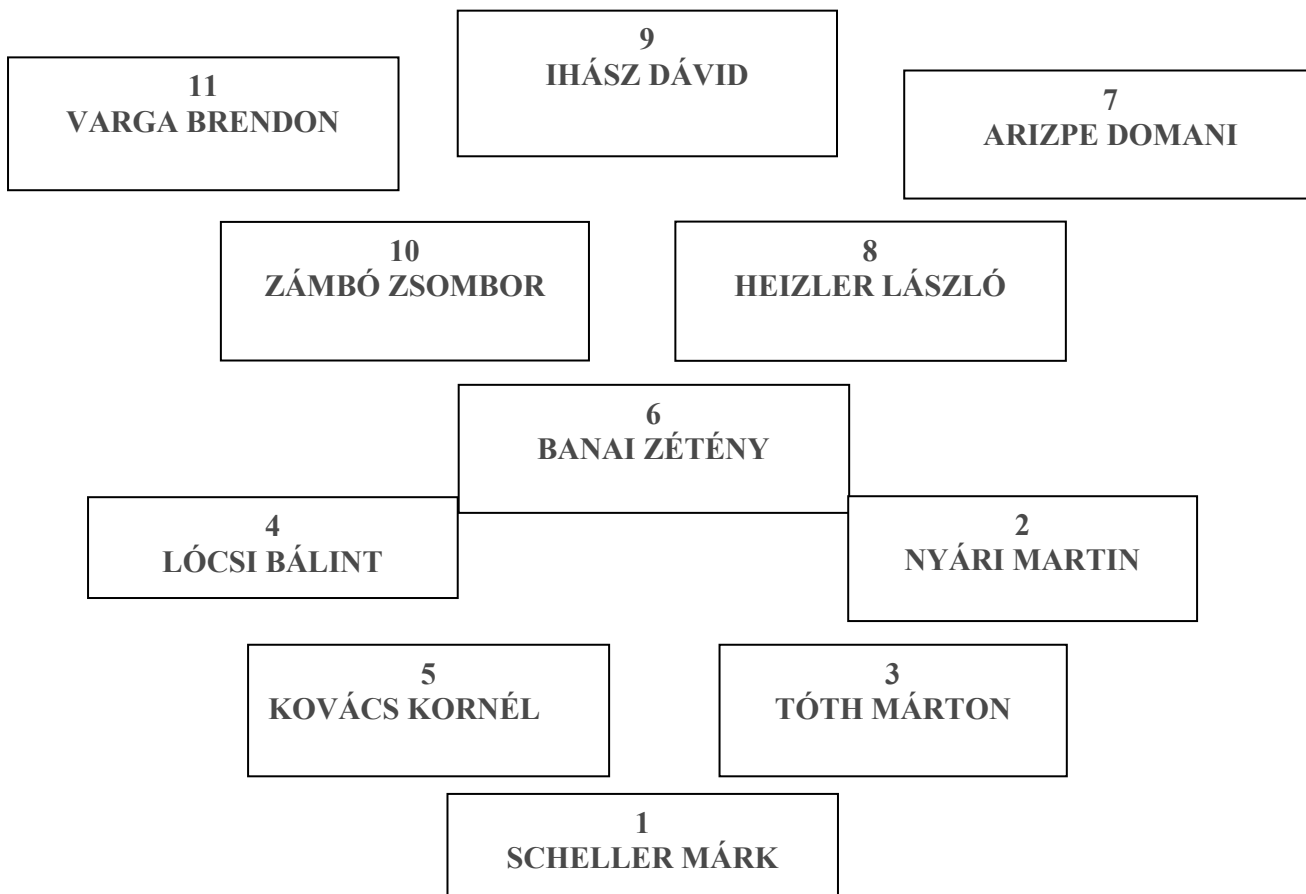 9
IHÁSZ DÁVID
11
VARGA BRENDON
7
ARIZPE DOMANI
10
ZÁMBÓ ZSOMBOR
8
HEIZLER LÁSZLÓ
6
BANAI ZÉTÉNY
4
LÓCSI BÁLINT
2
NYÁRI MARTIN
5
KOVÁCS KORNÉL
3
TÓTH MÁRTON
1
SCHELLER MÁRK